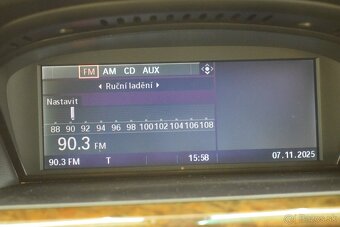 FM AM CD AUX
Ruční ladění
Nastavit
88 90 92 94 96 98 100 102 104 106 108
90.3 FM
90.3 FM T 15:58 07.11.2025